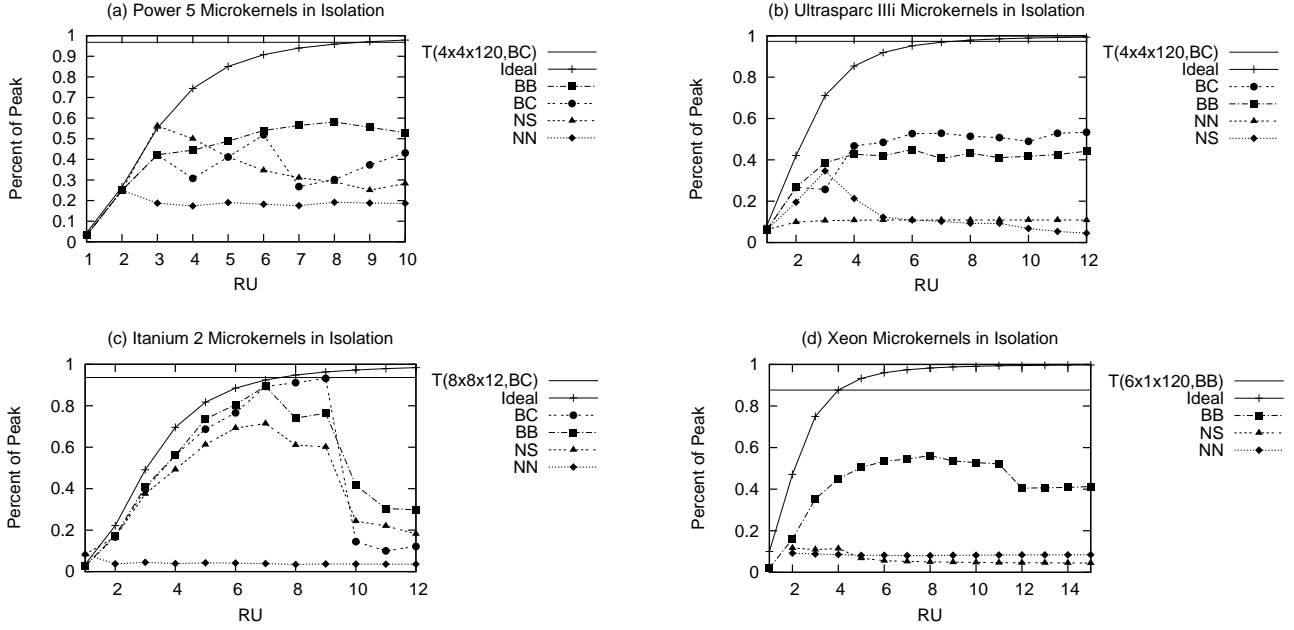 (a) Power 5 Microkernels in Isolation
Percent of Peak
1
0.9
0.8
0.7
0.6
0.5
0.4
0.3
0.2
0.1
0
1 2 3 4 5 6 7 8 9 10
RU
T(4x4x120,BC)
Ideal
BB
BC
NS
NN
(b) Ultrasparc IIIi Microkernels in Isolation
Percent of Peak
1
0.8
0.6
0.4
0.2
0
2 4 6 8 10 12
RU
T(4x4x120,BC)
Ideal
BC
BB
NN
NS
(c) Itanium 2 Microkernels in Isolation
Percent of Peak
1
0.8
0.6
0.4
0.2
0
2 4 6 8 10 12
RU
T(8x8x12,BC)
Ideal
BC
BB
NS
NN
(d) Xeon Microkernels in Isolation
Percent of Peak
1
0.8
0.6
0.4
0.2
0
2 4 6 8 10 12 14
RU
T(6x1x120,BB)
Ideal
BB
NS
NN